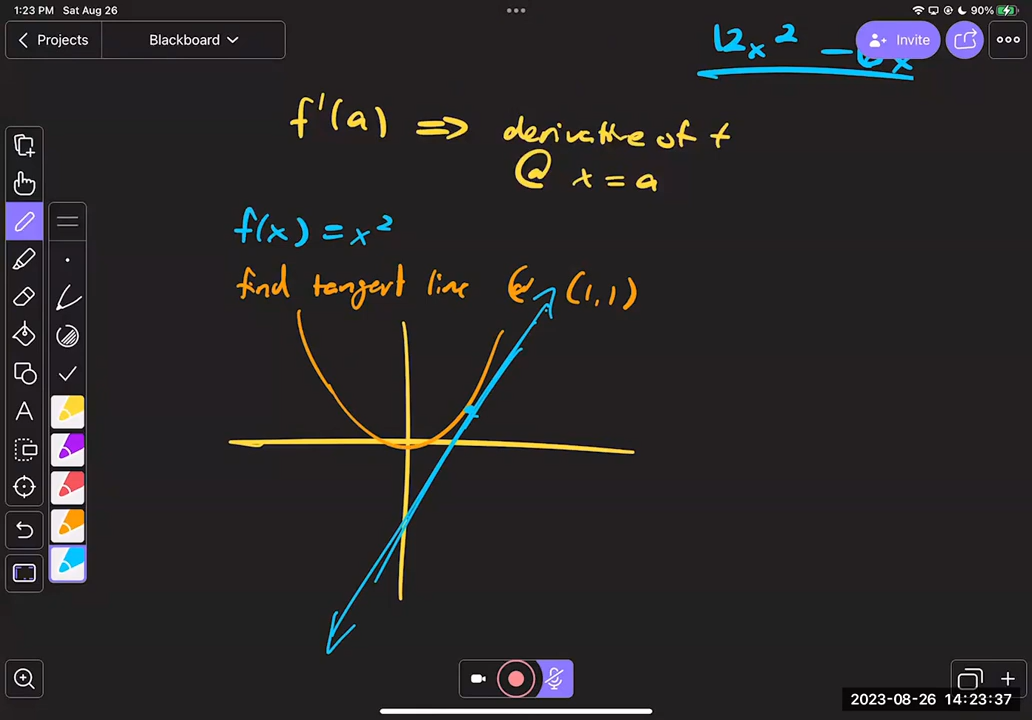 1:23 PM Sat Aug 26
90%
Projects
Blackboard
Invite
12x² - 6x
f'(a) => derivative of f
@ x = a
f(x) = x²
find tangent line @ (1,1)
A
2023-08-26 14:23:37